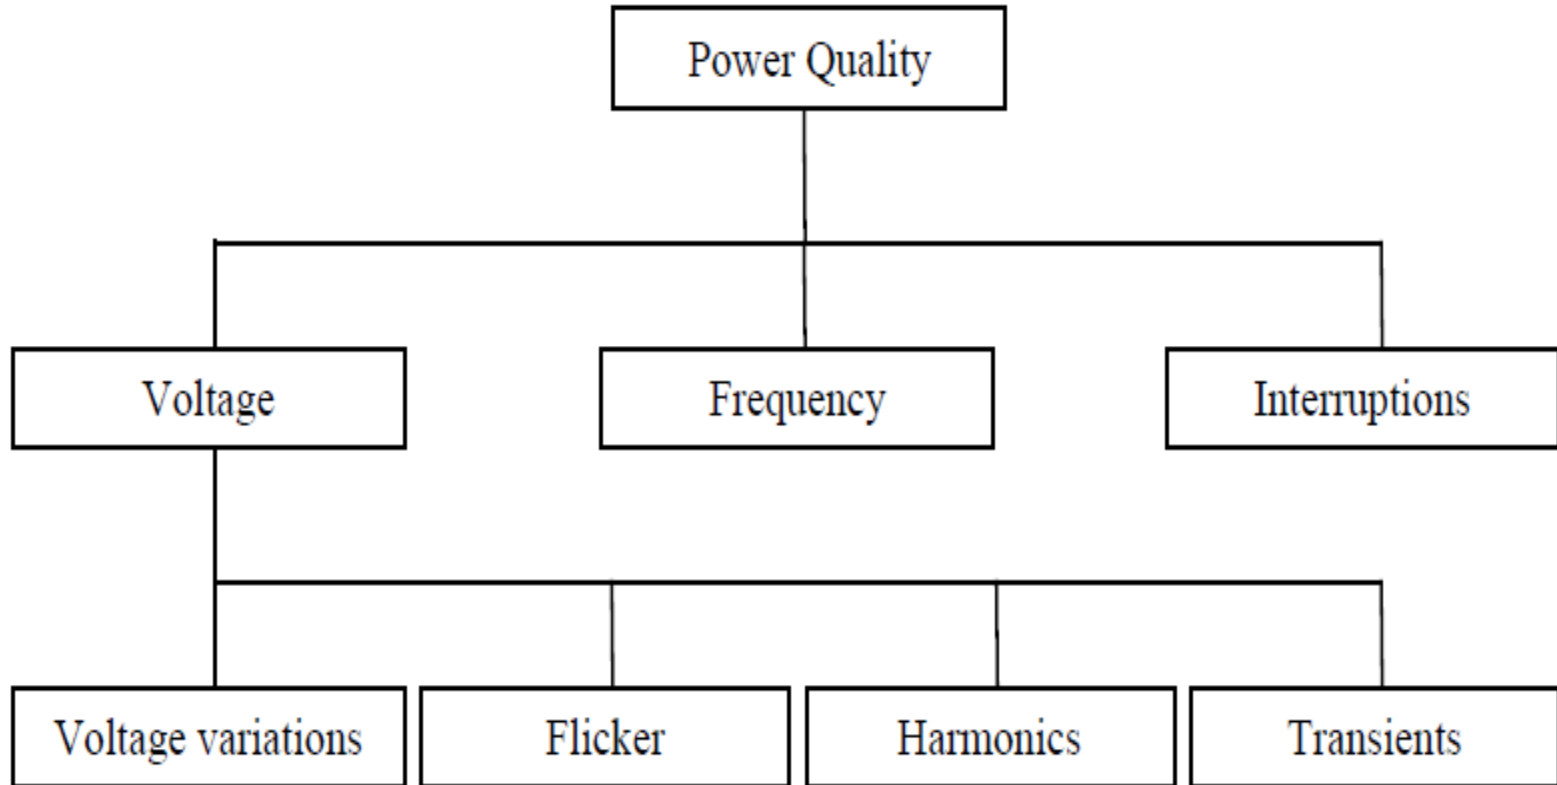 Power Quality
Voltage
Frequency
Interruptions
Voltage variations
Flicker
Harmonics
Transients